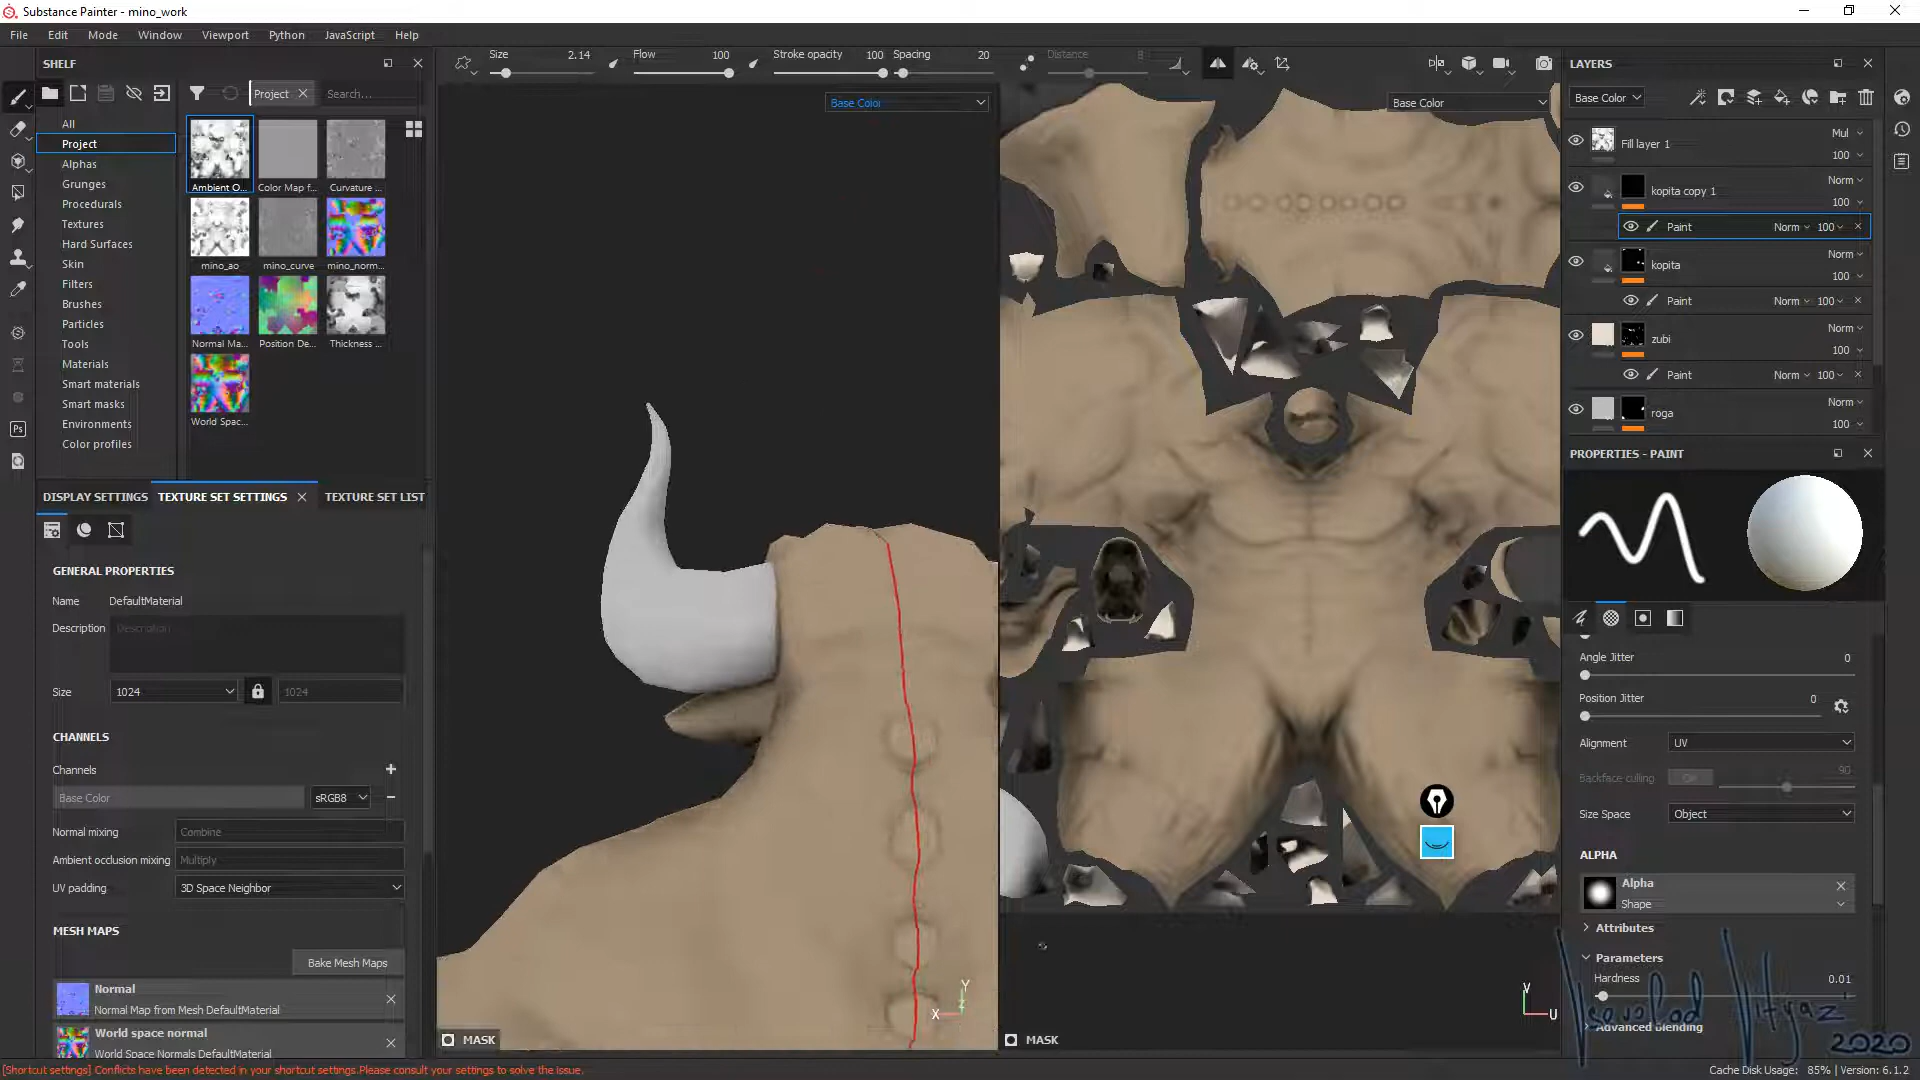 Substance Painter - mino_work
File Edit Mode Window Viewport Python JavaScript Help
SHELF
Project
Search...
All
Project
Alphas
Grunges
Procedurals
Textures
Hard Surfaces
Skin
Filters
Brushes
Particles
Tools
Materials
Smart materials
Smart masks
Environments
Color profiles
Ambient O... Color Map f... Curvature ...
mino_ao mino_curve mino_norm...
Normal Ma... Position De... Thickness ...
World Spac...
DISPLAY SETTINGS TEXTURE SET SETTINGS TEXTURE SET LIST
GENERAL PROPERTIES
Name DefaultMaterial
Description Description
Size 1024 1024
CHANNELS
Channels
Base Color sRGB8
Normal mixing Combine
Ambient occlusion mixing Multiply
UV padding 3D Space Neighbor
MESH MAPS
Bake Mesh Maps
Normal
Normal Map from Mesh DefaultMaterial
World space normal
World Space Normals DefaultMaterial
Size 2.14 Flow 100 Stroke opacity 100 Spacing 20 Distance
Base Color
Base Color
Y
X
Z
MASK
V
U
MASK
Ps
LAYERS
Base Color
Fill layer 1 Mul 100
kopita copy 1 Norm 100
Paint Norm 100
kopita Norm 100
Paint Norm 100
zubi Norm 100
Paint Norm 100
roga Norm 100
PROPERTIES - PAINT
Angle Jitter 0
Position Jitter 0
Alignment UV
Backface culling On 90
Size Space Object
ALPHA
Alpha
Shape
Attributes
Parameters
Hardness 0.01
Advanced Blending
2020
[Shortcut settings] Conflicts have been detected in your shortcut settings.Please consult your settings to solve the issue.
Cache Disk Usage: 85% | Version: 6.1.2